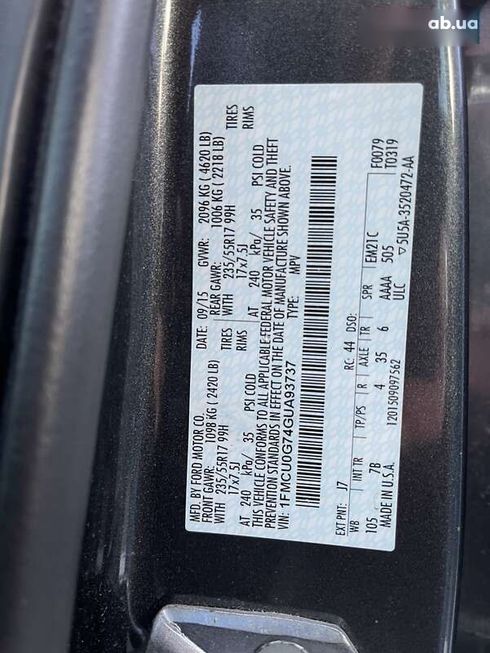 ab.ua
MFD. BY FORD MOTOR CO.
DATE: 09/15 GVWR: 2096 KG ( 4620 LB)
FRONT GAWR: 1098 KG ( 2420 LB) REAR GAWR: 1006 KG ( 2218 LB)
WITH 235/55R17 99H TIRES WITH 235/55R17 99H TIRES
17x7.5J RIMS 17x7.5J RIMS
AT 240 kPa/ 35 PSI COLD AT 240 kPa/ 35 PSI COLD
THIS VEHICLE CONFORMS TO ALL APPLICABLE FEDERAL MOTOR VEHICLE SAFETY AND THEFT
PREVENTION STANDARDS IN EFFECT ON THE DATE OF MANUFACTURE SHOWN ABOVE.
VIN: 1FMCU0G74GUA93737 TYPE: MPV
EXT PNT: J7 RC: 44 DSO: F0079
WB INT TR TP/PS R AXLE TR SPR EM21C T0319
105 7B 4 35 6 AAAA 505
MADE IN U.S.A. ULC 5U5A-3520472-AA
1201509097562